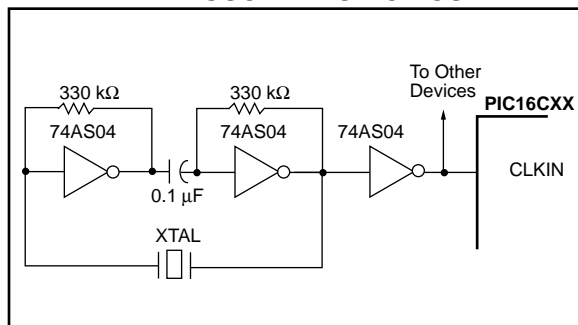 To Other
Devices
330 kΩ
330 kΩ
PIC16CXX
74AS04
74AS04
74AS04
CLKIN
0.1 µF
XTAL